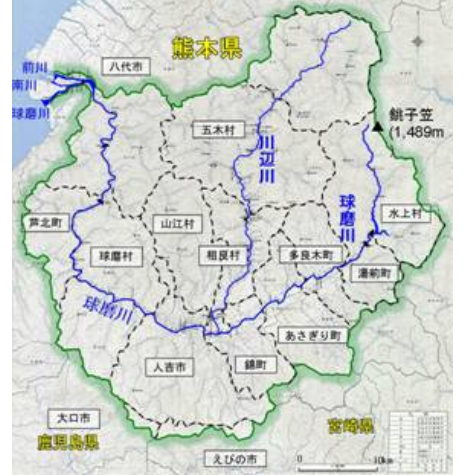 熊本県
八代市
前川
南川
球磨川
五木村
川辺川
銚子笠
(1,489m
球磨川
水上村
芦北町
山江村
球磨村
相良村
多良木町
湯前町
球磨川
あさぎり町
人吉市
錦町
大口市
鹿児島県
宮崎県
えびの市
0
10km